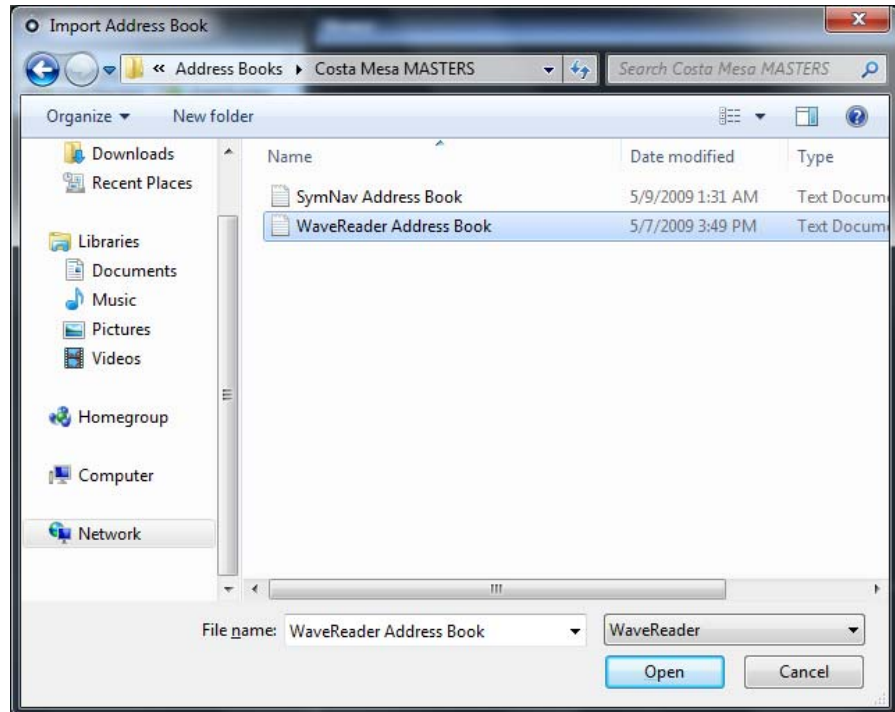 Import Address Book
« Address Books Costa Mesa MASTERS Search Costa Mesa MASTERS
Organize New folder
Name Date modified Type
Downloads
Recent Places
SymNav Address Book 5/9/2009 1:31 AM Text Docum
WaveReader Address Book 5/7/2009 3:49 PM Text Docum
Libraries
Documents
Music
Pictures
Videos
Homegroup
Computer
Network
File name: WaveReader Address Book WaveReader
Open Cancel